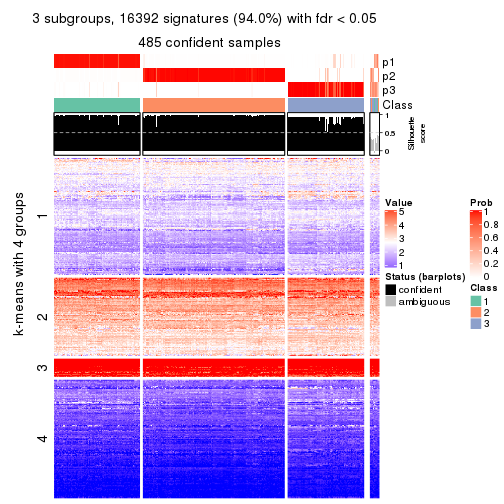 3 subgroups, 16392 signatures (94.0%) with fdr < 0.05
485 confident samples
p1
p2
p3
Class
1
0.5
0
Silhouette
score
k-means with 4 groups
1
2
3
4
Value
5
4
3
2
1
Status (barplots)
confident
ambiguous
Prob
1
0.8
0.6
0.4
0.2
0
Class
1
2
3